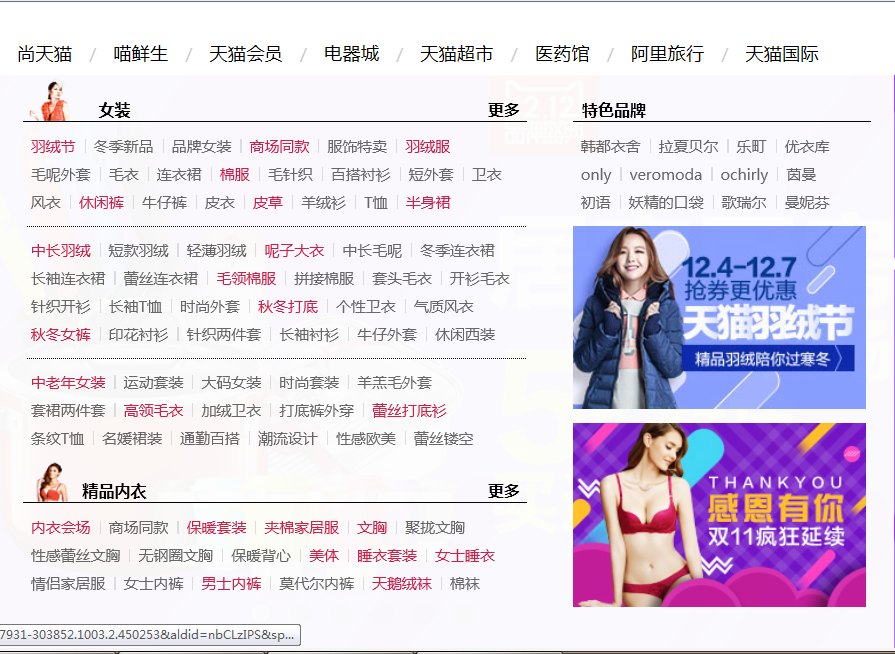 尚天猫 / 喵鲜生 / 天猫会员 / 电器城 / 天猫超市 / 医药馆 / 阿里旅行 / 天猫国际
女装 更多
羽绒节 冬季新品 品牌女装 商场同款 服饰特卖 羽绒服
毛呢外套 毛衣 连衣裙 棉服 毛针织 百搭衬衫 短外套 卫衣
风衣 休闲裤 牛仔裤 皮衣 皮草 羊绒衫 T恤 半身裙
中长羽绒 短款羽绒 轻薄羽绒 呢子大衣 中长毛呢 冬季连衣裙
长袖连衣裙 蕾丝连衣裙 毛领棉服 拼接棉服 套头毛衣 开衫毛衣
针织开衫 长袖T恤 时尚外套 秋冬打底 个性卫衣 气质风衣
秋冬女裤 印花衬衫 针织两件套 长袖衬衫 牛仔外套 休闲西装
中老年女装 运动套装 大码女装 时尚套装 羊羔毛外套
套裙两件套 高领毛衣 加绒卫衣 打底裤外穿 蕾丝打底衫
条纹T恤 名媛裙装 通勤百搭 潮流设计 性感欧美 蕾丝镂空
精品内衣 更多
内衣会场 商场同款 保暖套装 夹棉家居服 文胸 聚拢文胸
性感蕾丝文胸 无钢圈文胸 保暖背心 美体 睡衣套装 女士睡衣
情侣家居服 女士内裤 男士内裤 莫代尔内裤 天鹅绒袜 棉袜
特色品牌
韩都衣舍 拉夏贝尔 乐町 优衣库
only veromoda ochirly 茵曼
初语 妖精的口袋 歌瑞尔 曼妮芬
12.4-12.7
抢券更优惠
天猫羽绒节
精品羽绒陪你过寒冬
THANKYOU
感恩有你
双11疯狂延续
7931-303852.1003.2.450253&aldid=nbCLzIPS&sp...